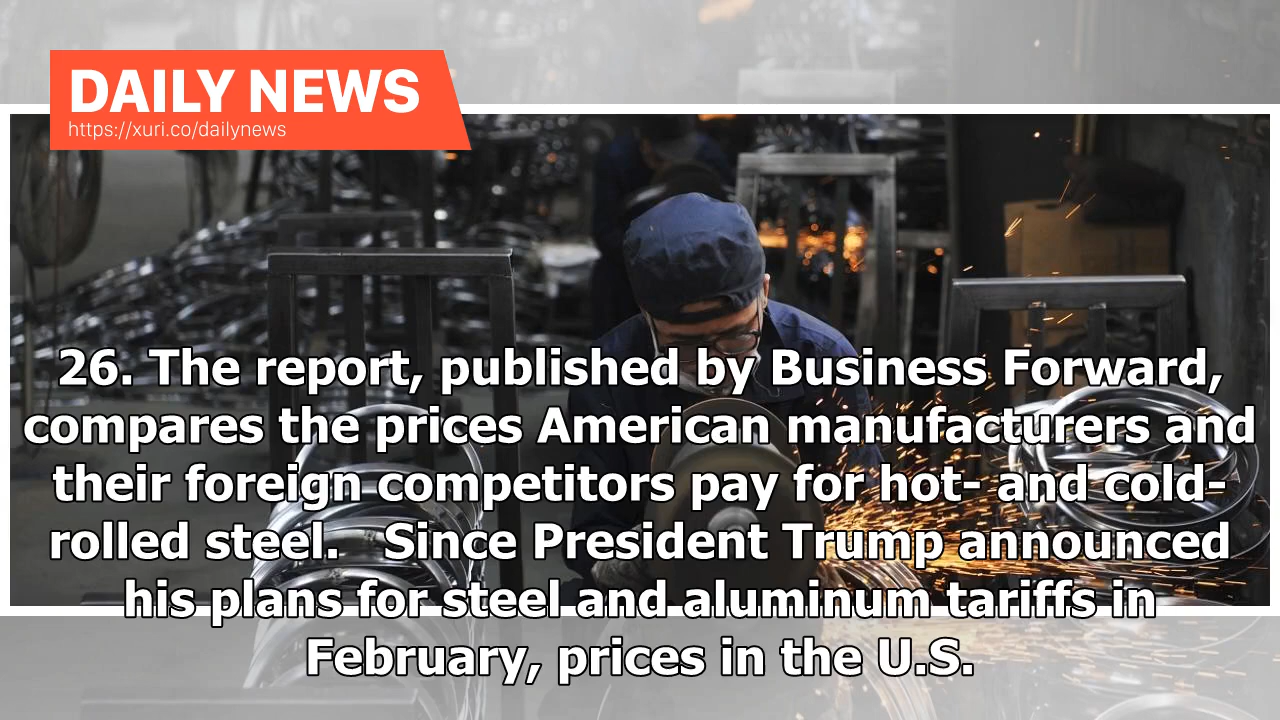 DAILY NEWS
https://xuri.co/dailynews
26. The report, published by Business Forward,
compares the prices American manufacturers and
their foreign competitors pay for hot- and cold-
rolled steel.   Since President Trump announced
his plans for steel and aluminum tariffs in
February, prices in the U.S.